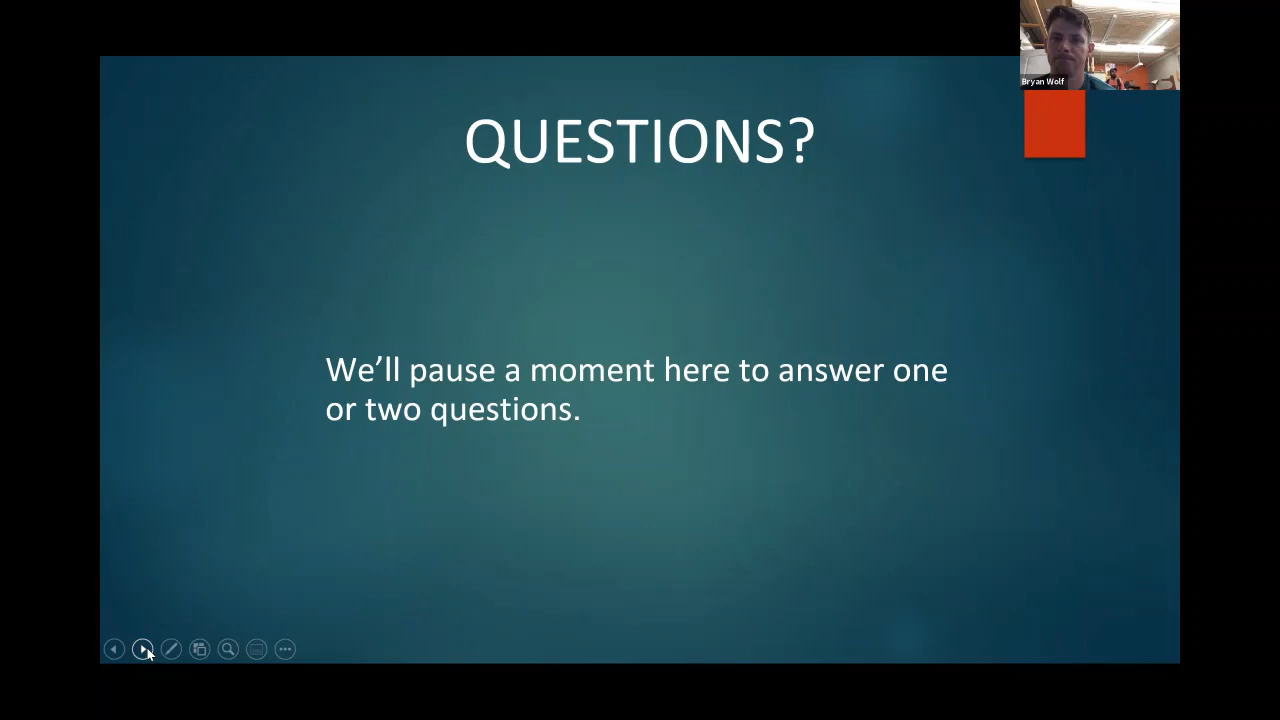 Bryan Wolf
QUESTIONS?
We’ll pause a moment here to answer one
or two questions.